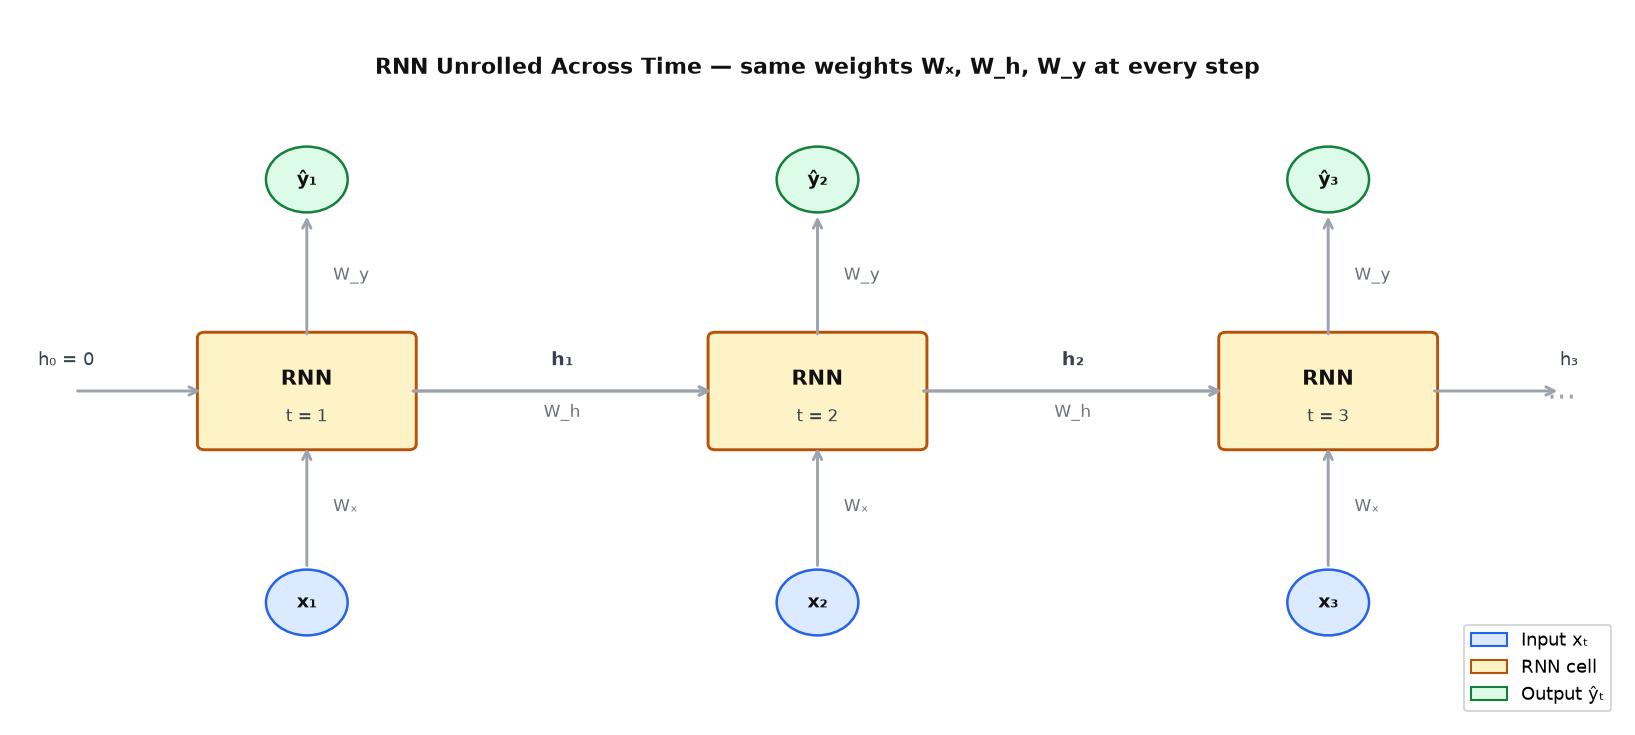 RNN Unrolled Across Time — same weights Wₓ, W_h, W_y at every step
ŷ₁
ŷ₂
ŷ₃
W_y
W_y
W_y
h₀ = 0
h₁
h₂
h₃
RNN
RNN
RNN
...
t = 1
W_h
t = 2
W_h
t = 3
Wₓ
Wₓ
Wₓ
x₁
x₂
x₃
Input xₜ
RNN cell
Output ŷₜ